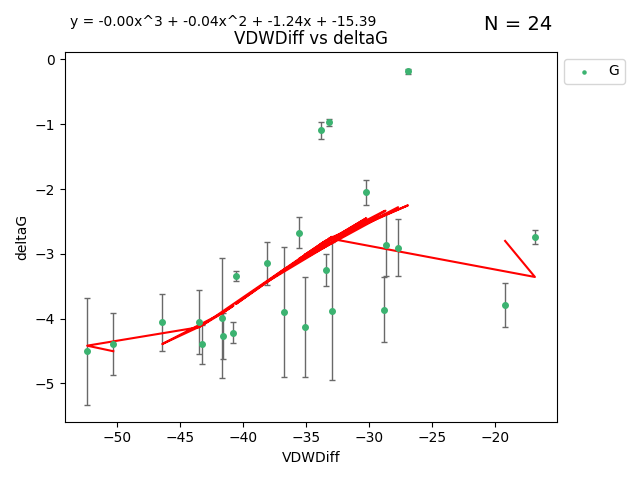 y = -0.00x^3 + -0.04x^2 + -1.24x + -15.39
N = 24
VDWDiff vs deltaG
G
deltaG
0
−1
−2
−3
−4
−5
−50
−45
−40
−35
−30
−25
−20
VDWDiff